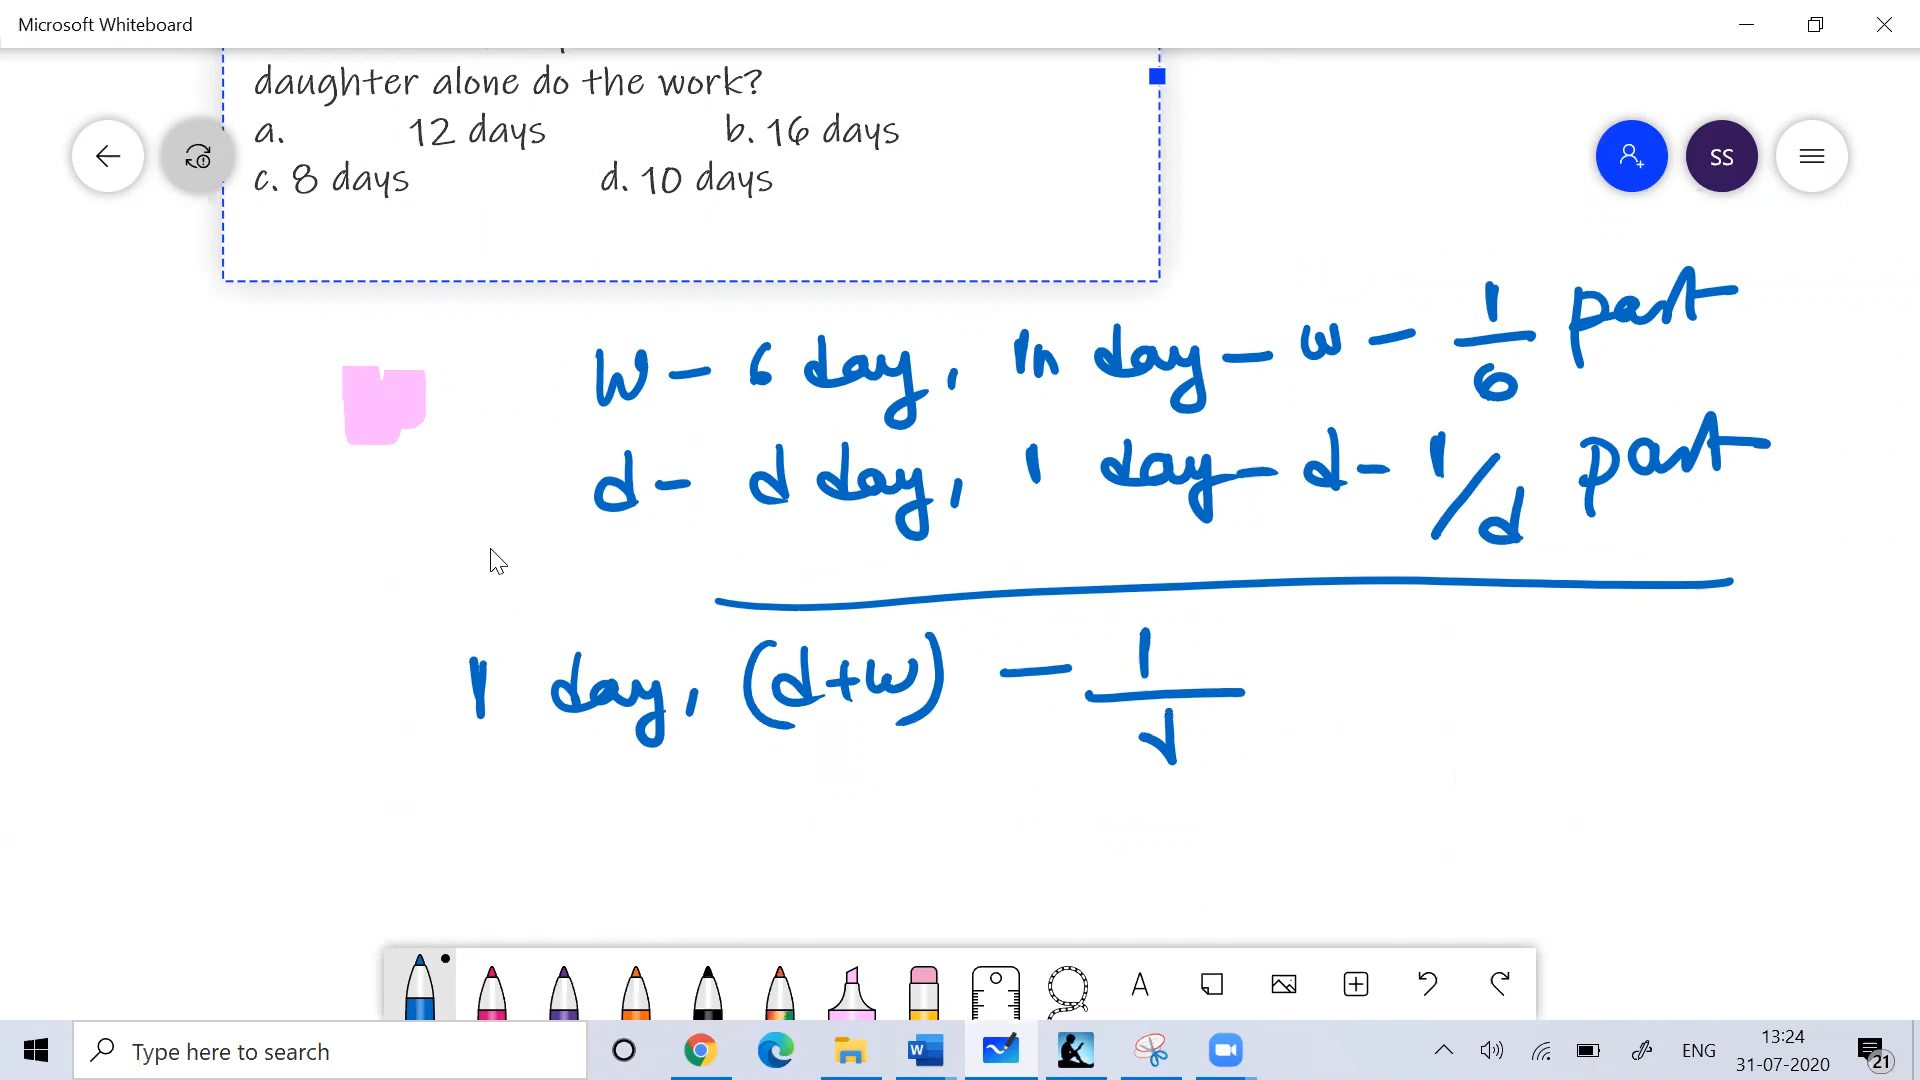 Microsoft Whiteboard
daughter alone do the work?
a. 12 days b. 16 days
c. 8 days d. 10 days
SS
W - 6 day, In day - w - 1/6 part
d - d day, 1 day - d - 1/d part
1 day, (d+w) - 1/d
A
Type here to search
ENG
13:24
31-07-2020
21